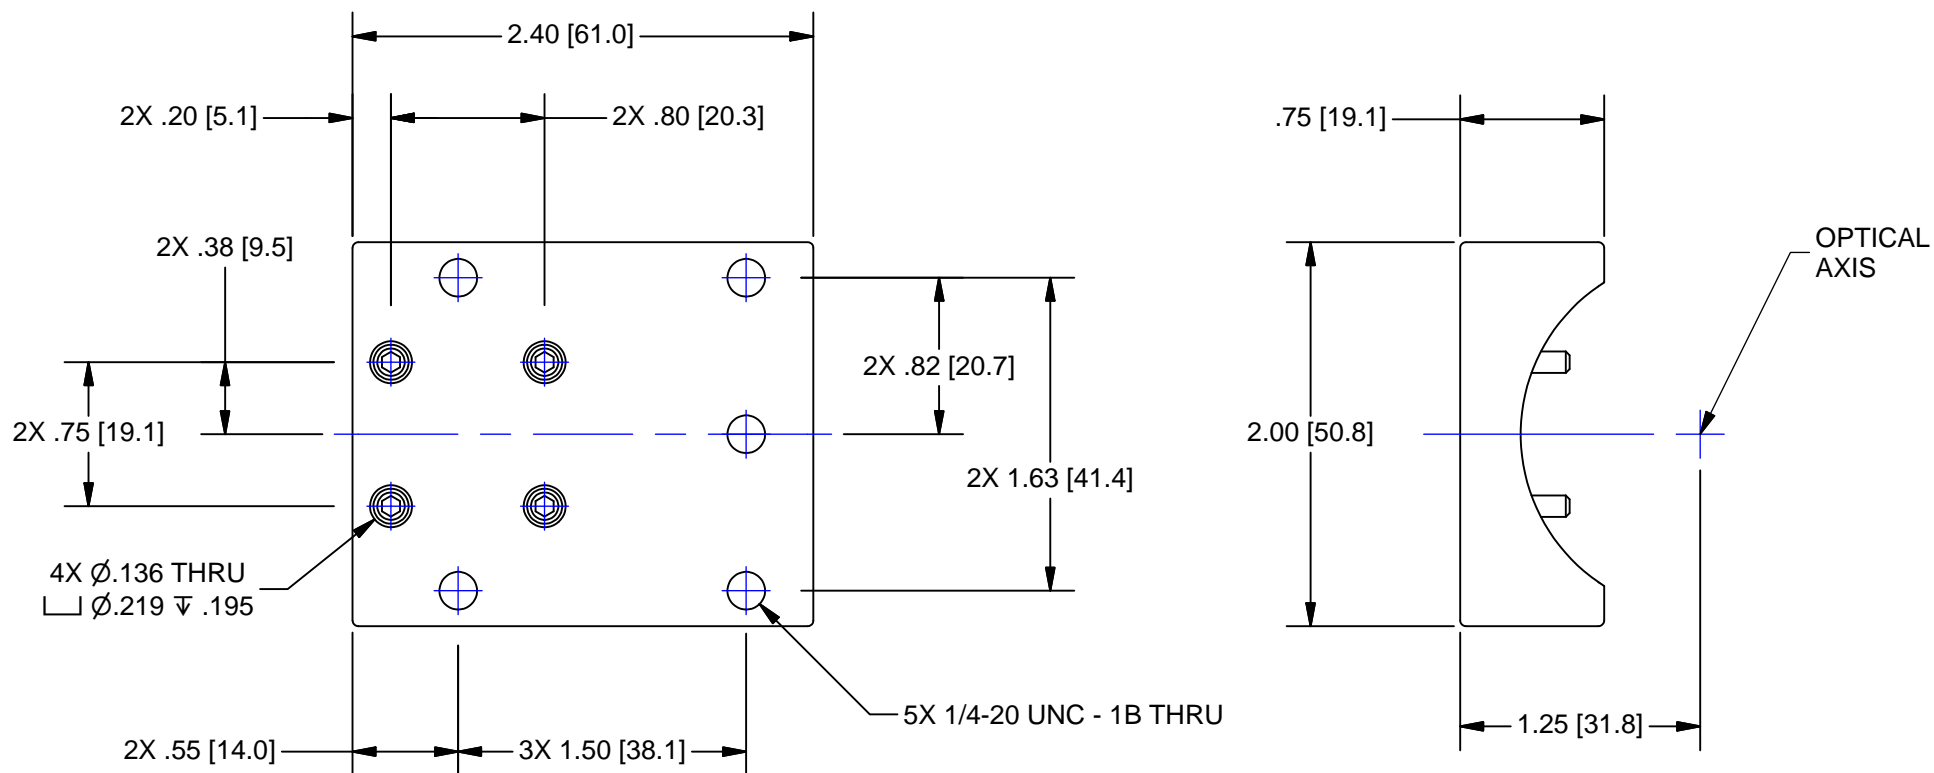 2.40 [61.0]
2X .20 [5.1]
2X .80 [20.3]
.75 [19.1]
2X .38 [9.5]
OPTICAL
AXIS
2X .82 [20.7]
2X .75 [19.1]
2.00 [50.8]
2X 1.63 [41.4]
4X Ø.136 THRU
⌴ Ø.219 ↧ .195
5X 1/4-20 UNC - 1B THRU
1.25 [31.8]
2X .55 [14.0]
3X 1.50 [38.1]